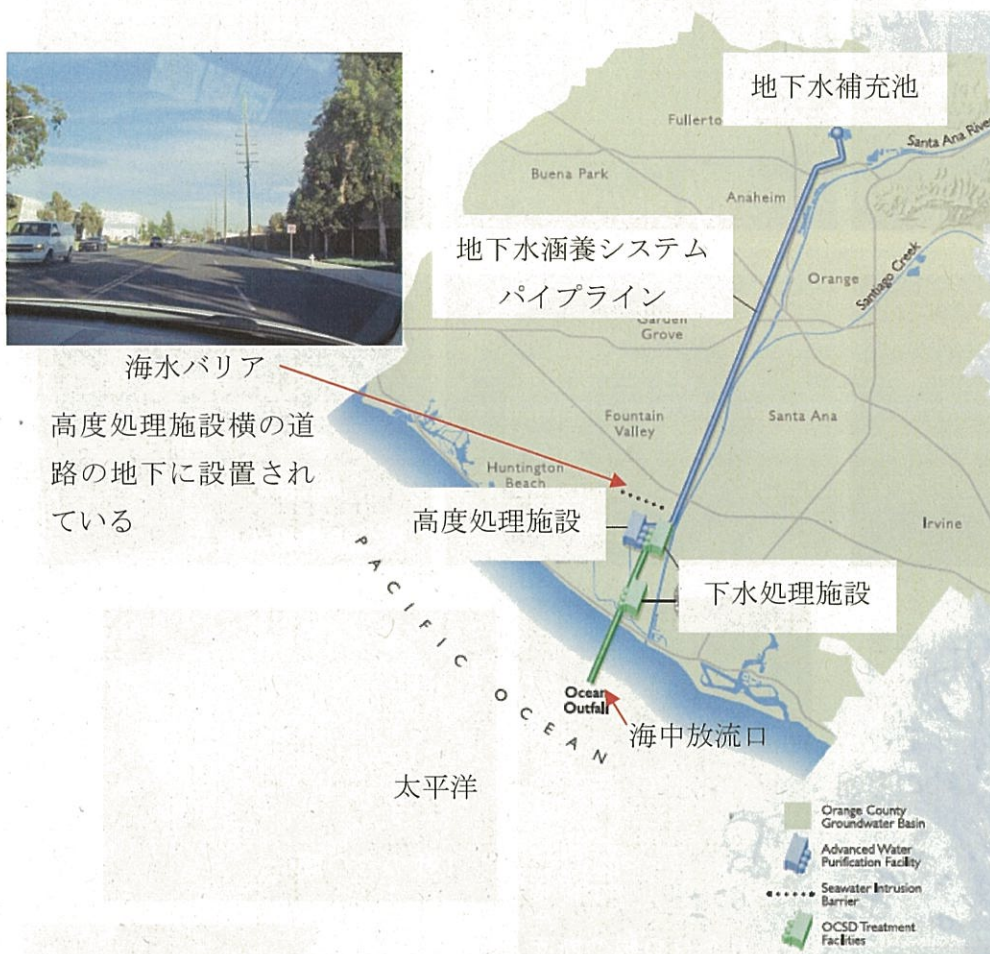 地下水補充池
Fullerto
Santa Ana River
Buena Park
Anaheim
地下水涵養システム
パイプライン
Orange
Santiago Creek
Garden
Grove
海水バリア
高度処理施設横の道
路の地下に設置され
ている
Fountain
Valley
Santa Ana
Huntington
Beach
高度処理施設
Irvine
下水処理施設
PACIFIC OCEAN
Ocean
Outfall
海中放流口
太平洋
Orange County
Groundwater Basin
Advanced Water
Purification Facility
Seawater Intrusion
Barrier
OCSD Treatment
Facilities